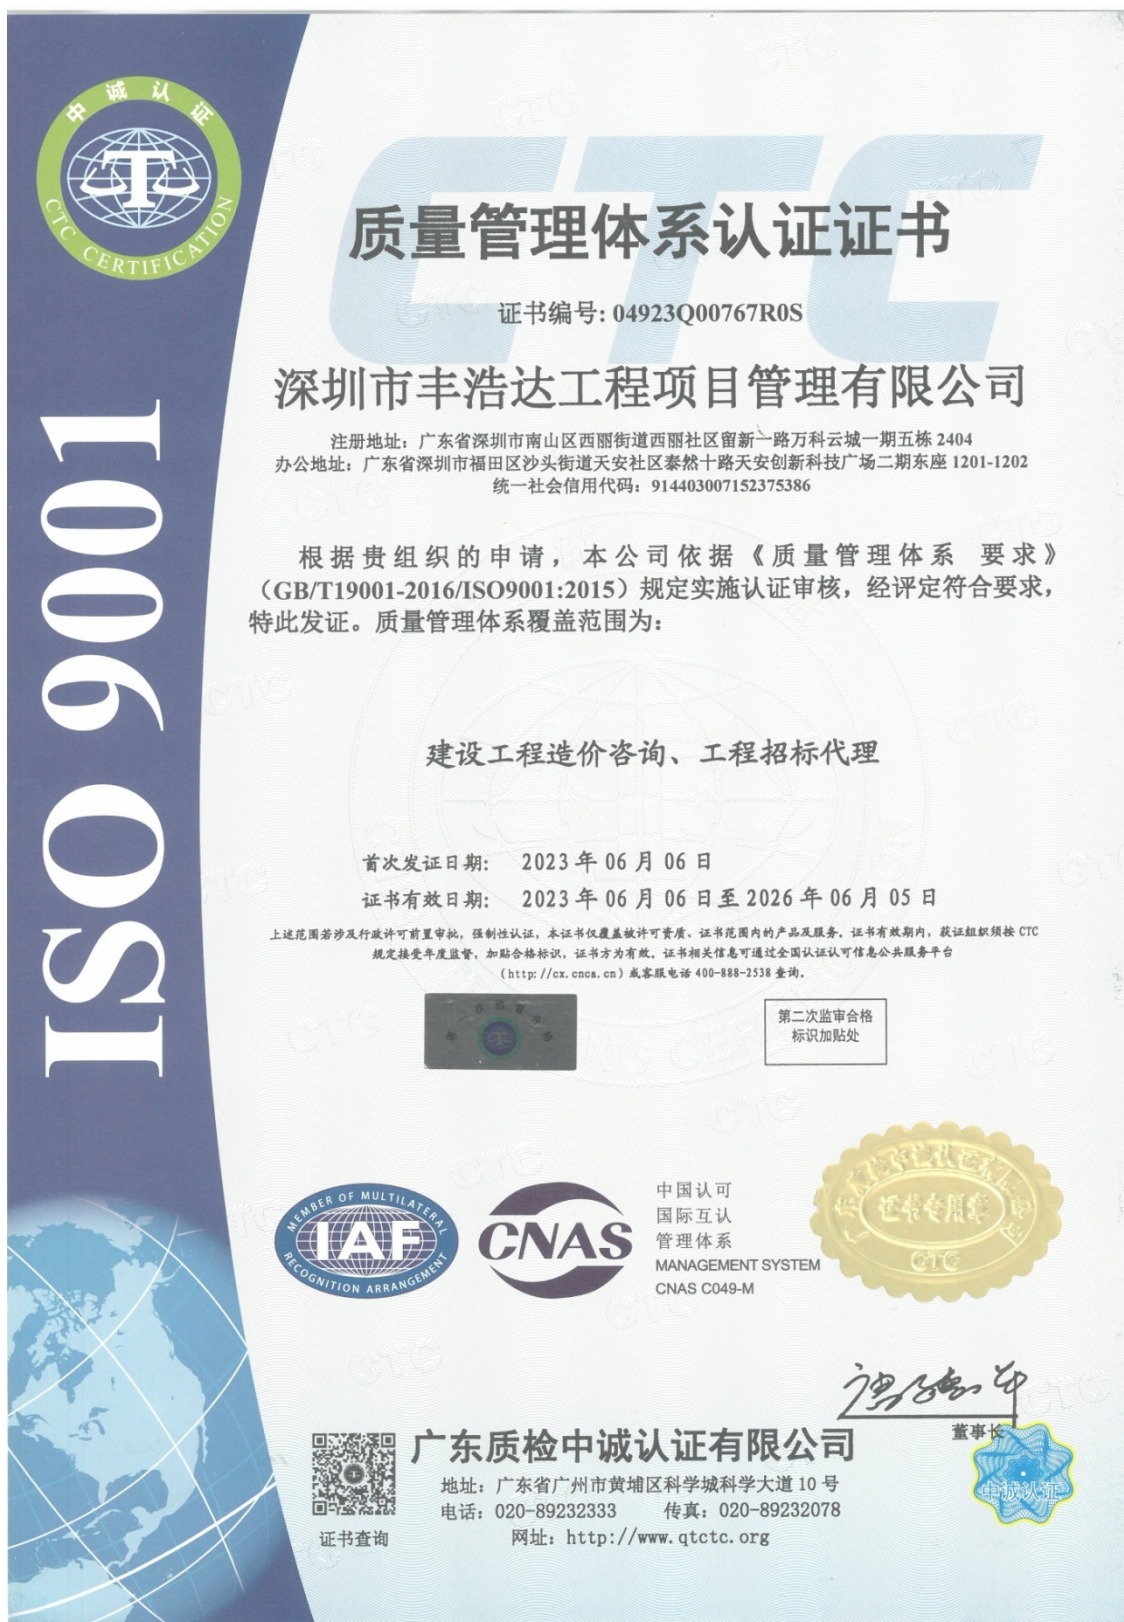 中诚认证
CTC CERTIFICATION
ISO 9001
CTC
质量管理体系认证证书
证书编号: 04923Q00767R0S
深圳市丰浩达工程项目管理有限公司
注册地址：广东省深圳市南山区西丽街道西丽社区留新一路万科云城一期五栋 2404
办公地址：广东省深圳市福田区沙头街道天安社区泰然十路天安创新科技广场二期东座 1201-1202
统一社会信用代码：914403007152375386
根据贵组织的申请，本公司依据《质量管理体系 要求》
（GB/T19001-2016/ISO9001:2015）规定实施认证审核，经评定符合要求，
特此发证。质量管理体系覆盖范围为：
建设工程造价咨询、工程招标代理
首次发证日期： 2023 年 06 月 06 日
证书有效日期： 2023 年 06 月 06 日至 2026 年 06 月 05 日
上述范围若涉及行政许可前置审批，强制性认证，本证书仅覆盖被许可资质、证书范围内的产品及服务。证书有效期内，获证组织须按 CTC
规定接受年度监督，加贴合格标识，证书方为有效。证书相关信息可通过全国认证认可信息公共服务平台
（http://cx.cnca.cn）或客服电话 400-888-2538 查询。
第二次监审合格
标识加贴处
MEMBER OF MULTILATERAL
IAF
RECOGNITION ARRANGEMENT
CNAS
中国认可
国际互认
管理体系
MANAGEMENT SYSTEM
CNAS C049-M
证书专用章
CTC
董事长
中诚认证
广东质检中诚认证有限公司
地址：广东省广州市黄埔区科学城科学大道 10 号
电话：020-89232333 传真：020-89232078
网址：http://www.qtctc.org
证书查询